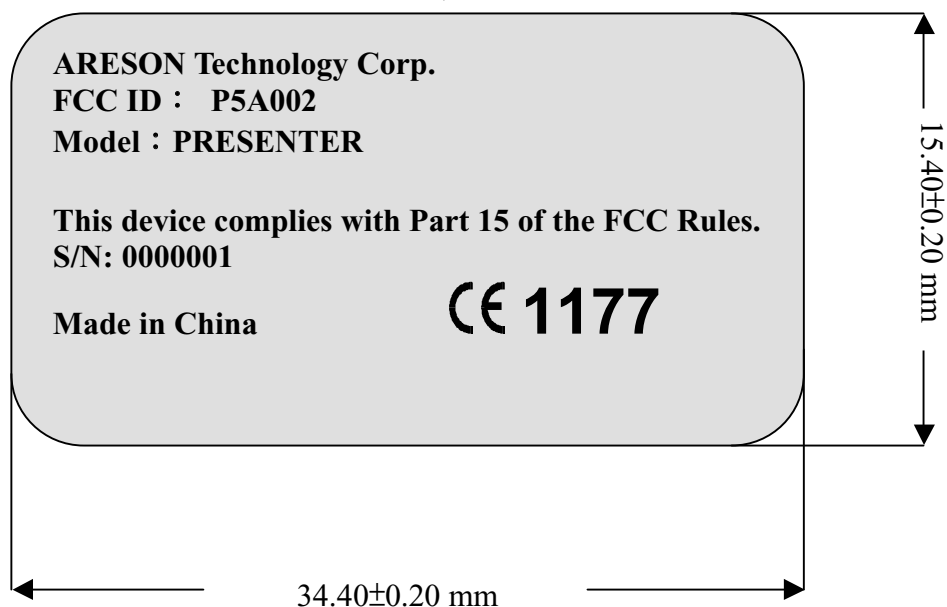 ARESON Technology Corp.
FCC ID： P5A002
Model：PRESENTER
This device complies with Part 15 of the FCC Rules.
S/N: 0000001
Made in China
CE 1177
15.40±0.20 mm
34.40±0.20 mm